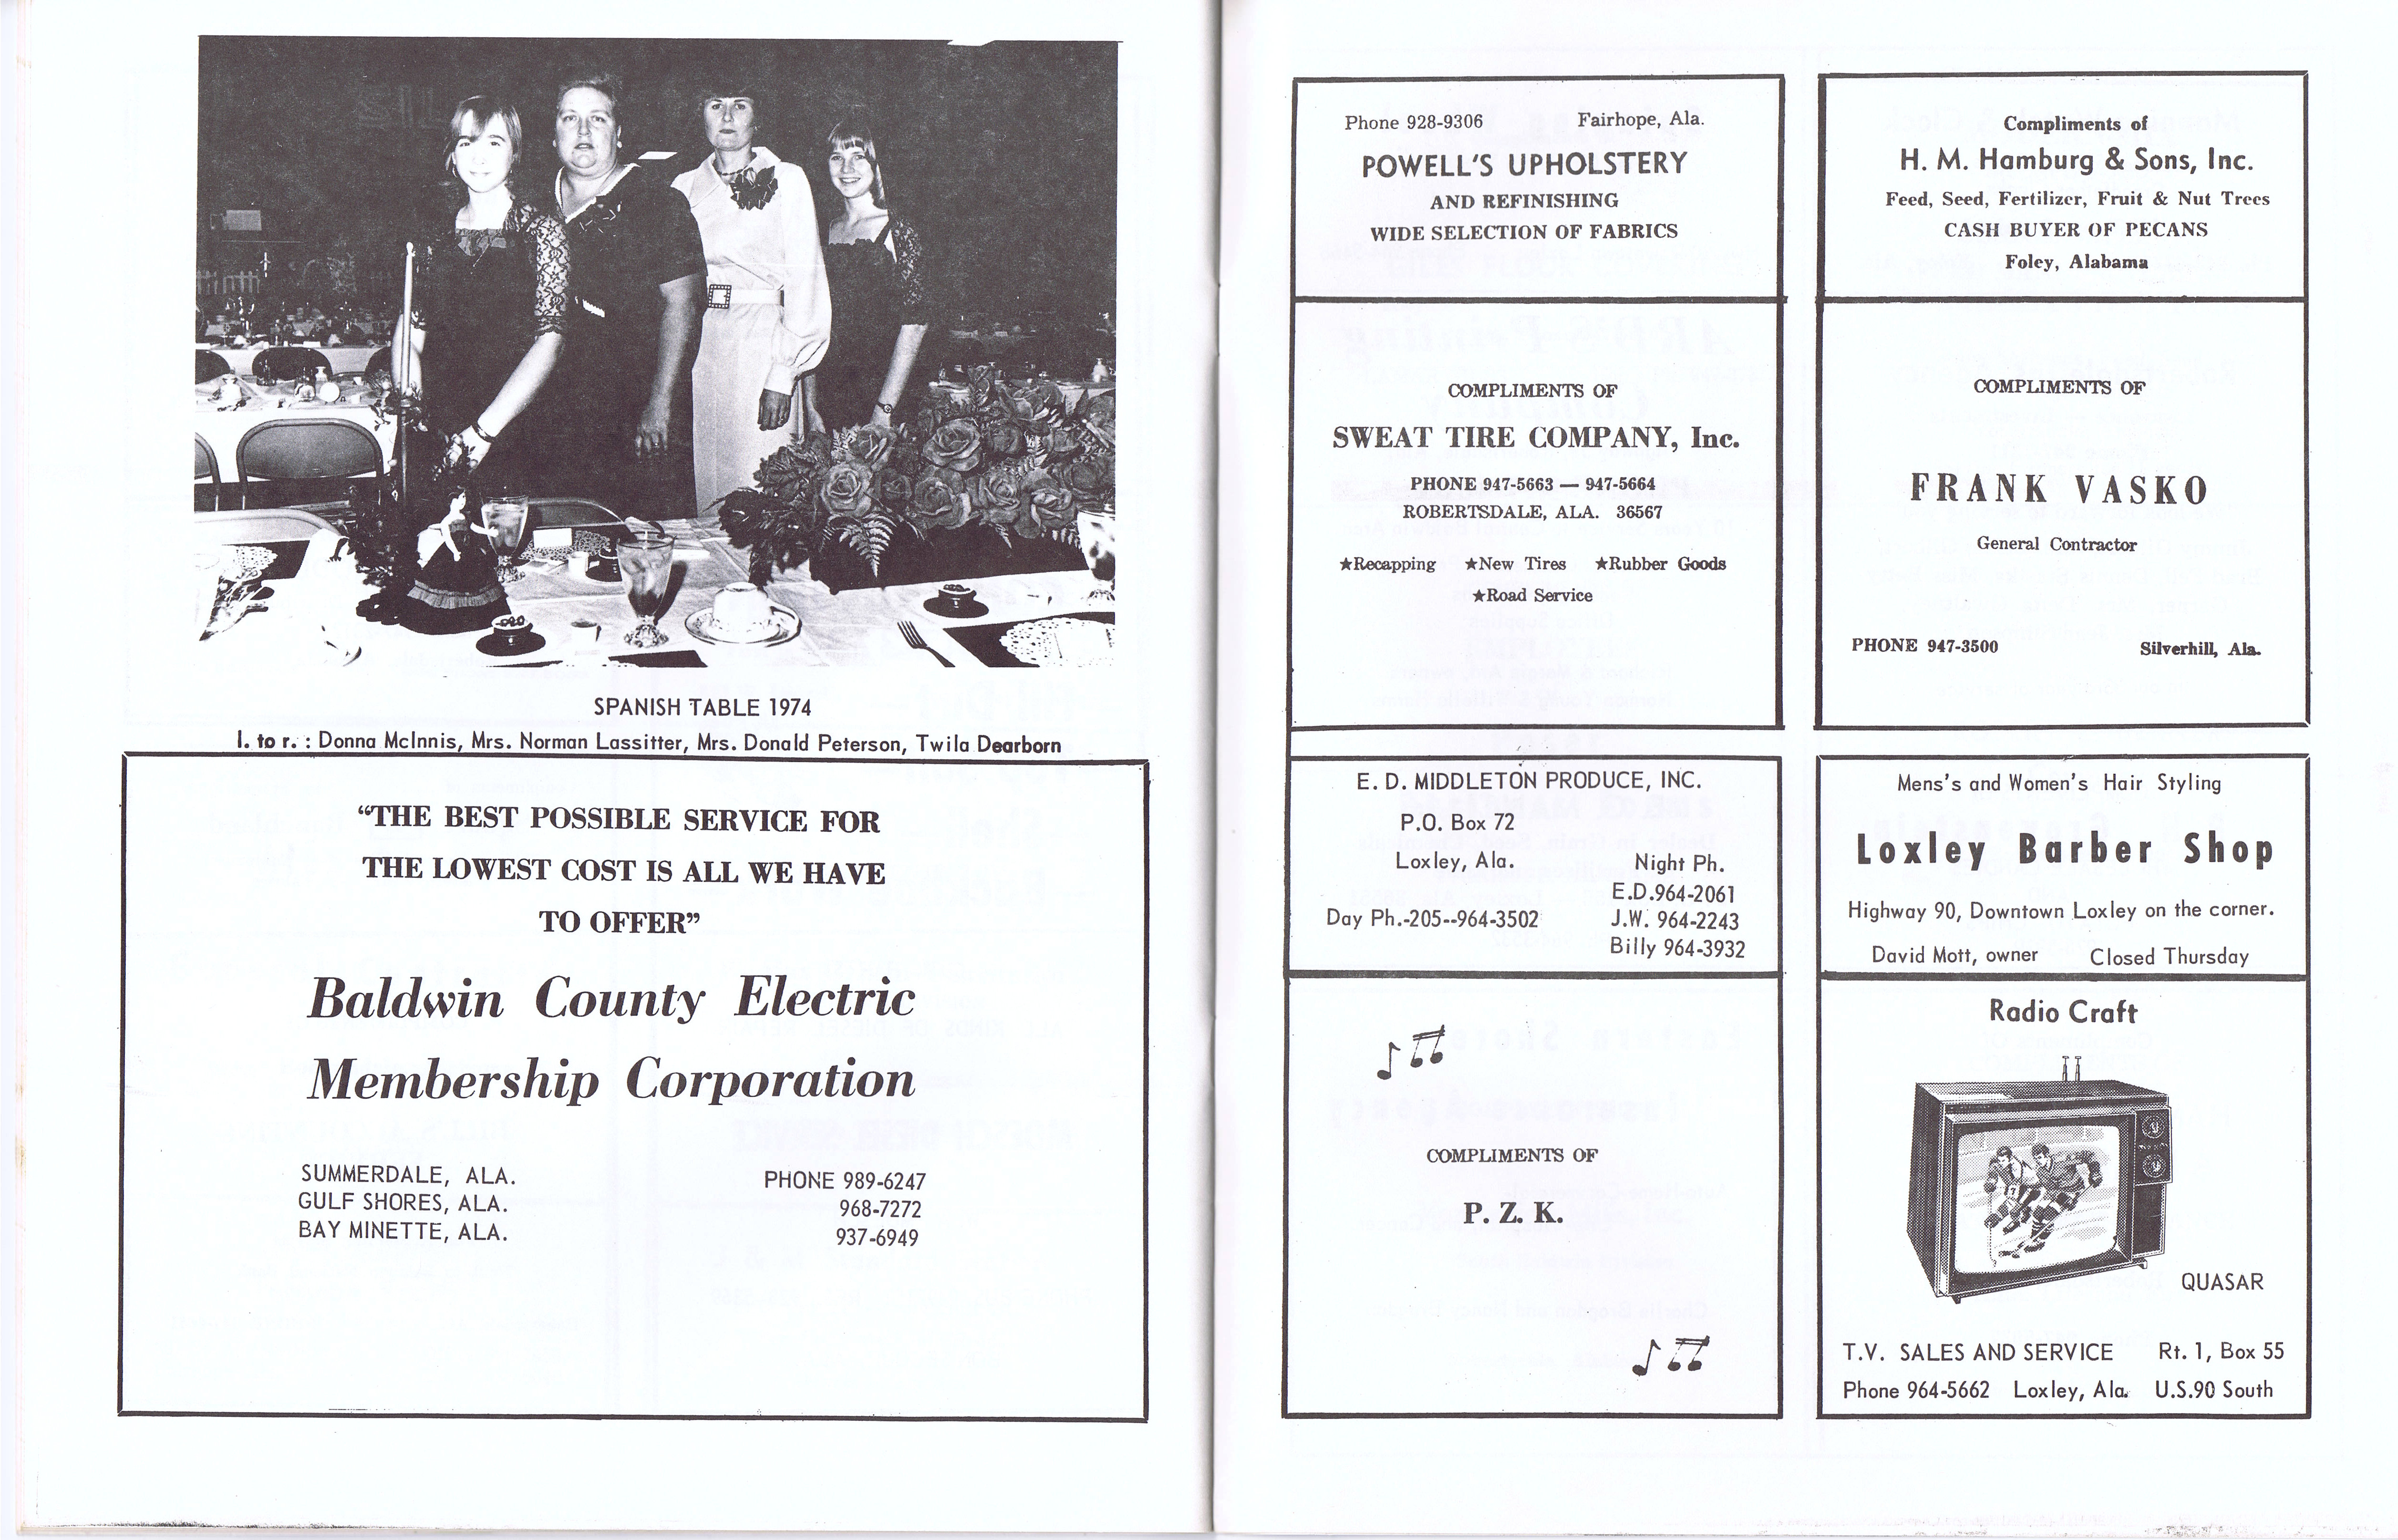 SPANISH TABLE 1974
l. to r. : Donna McInnis, Mrs. Norman Lassitter, Mrs. Donald Peterson, Twila Dearborn
“THE BEST POSSIBLE SERVICE FOR
THE LOWEST COST IS ALL WE HAVE
TO OFFER”
Baldwin County Electric
Membership Corporation
SUMMERDALE, ALA. PHONE 989-6247
GULF SHORES, ALA. 968-7272
BAY MINETTE, ALA. 937-6949
Phone 928-9306 Fairhope, Ala.
POWELL'S UPHOLSTERY
AND REFINISHING
WIDE SELECTION OF FABRICS
COMPLIMENTS OF
SWEAT TIRE COMPANY, Inc.
PHONE 947-5663 — 947-5664
ROBERTSDALE, ALA. 36567
★Recapping ★New Tires ★Rubber Goods
★Road Service
E. D. MIDDLETON PRODUCE, INC.
P.O. Box 72
Loxley, Ala. Night Ph.
E.D.964-2061
Day Ph.-205--964-3502 J.W. 964-2243
Billy 964-3932
COMPLIMENTS OF
P. Z. K.
Compliments of
H. M. Hamburg & Sons, Inc.
Feed, Seed, Fertilizer, Fruit & Nut Trees
CASH BUYER OF PECANS
Foley, Alabama
COMPLIMENTS OF
FRANK VASKO
General Contractor
PHONE 947-3500 Silverhill, Ala.
Mens's and Women's Hair Styling
Loxley Barber Shop
Highway 90, Downtown Loxley on the corner.
David Mott, owner Closed Thursday
Radio Craft
QUASAR
T.V. SALES AND SERVICE Rt. 1, Box 55
Phone 964-5662 Loxley, Ala. U.S.90 South